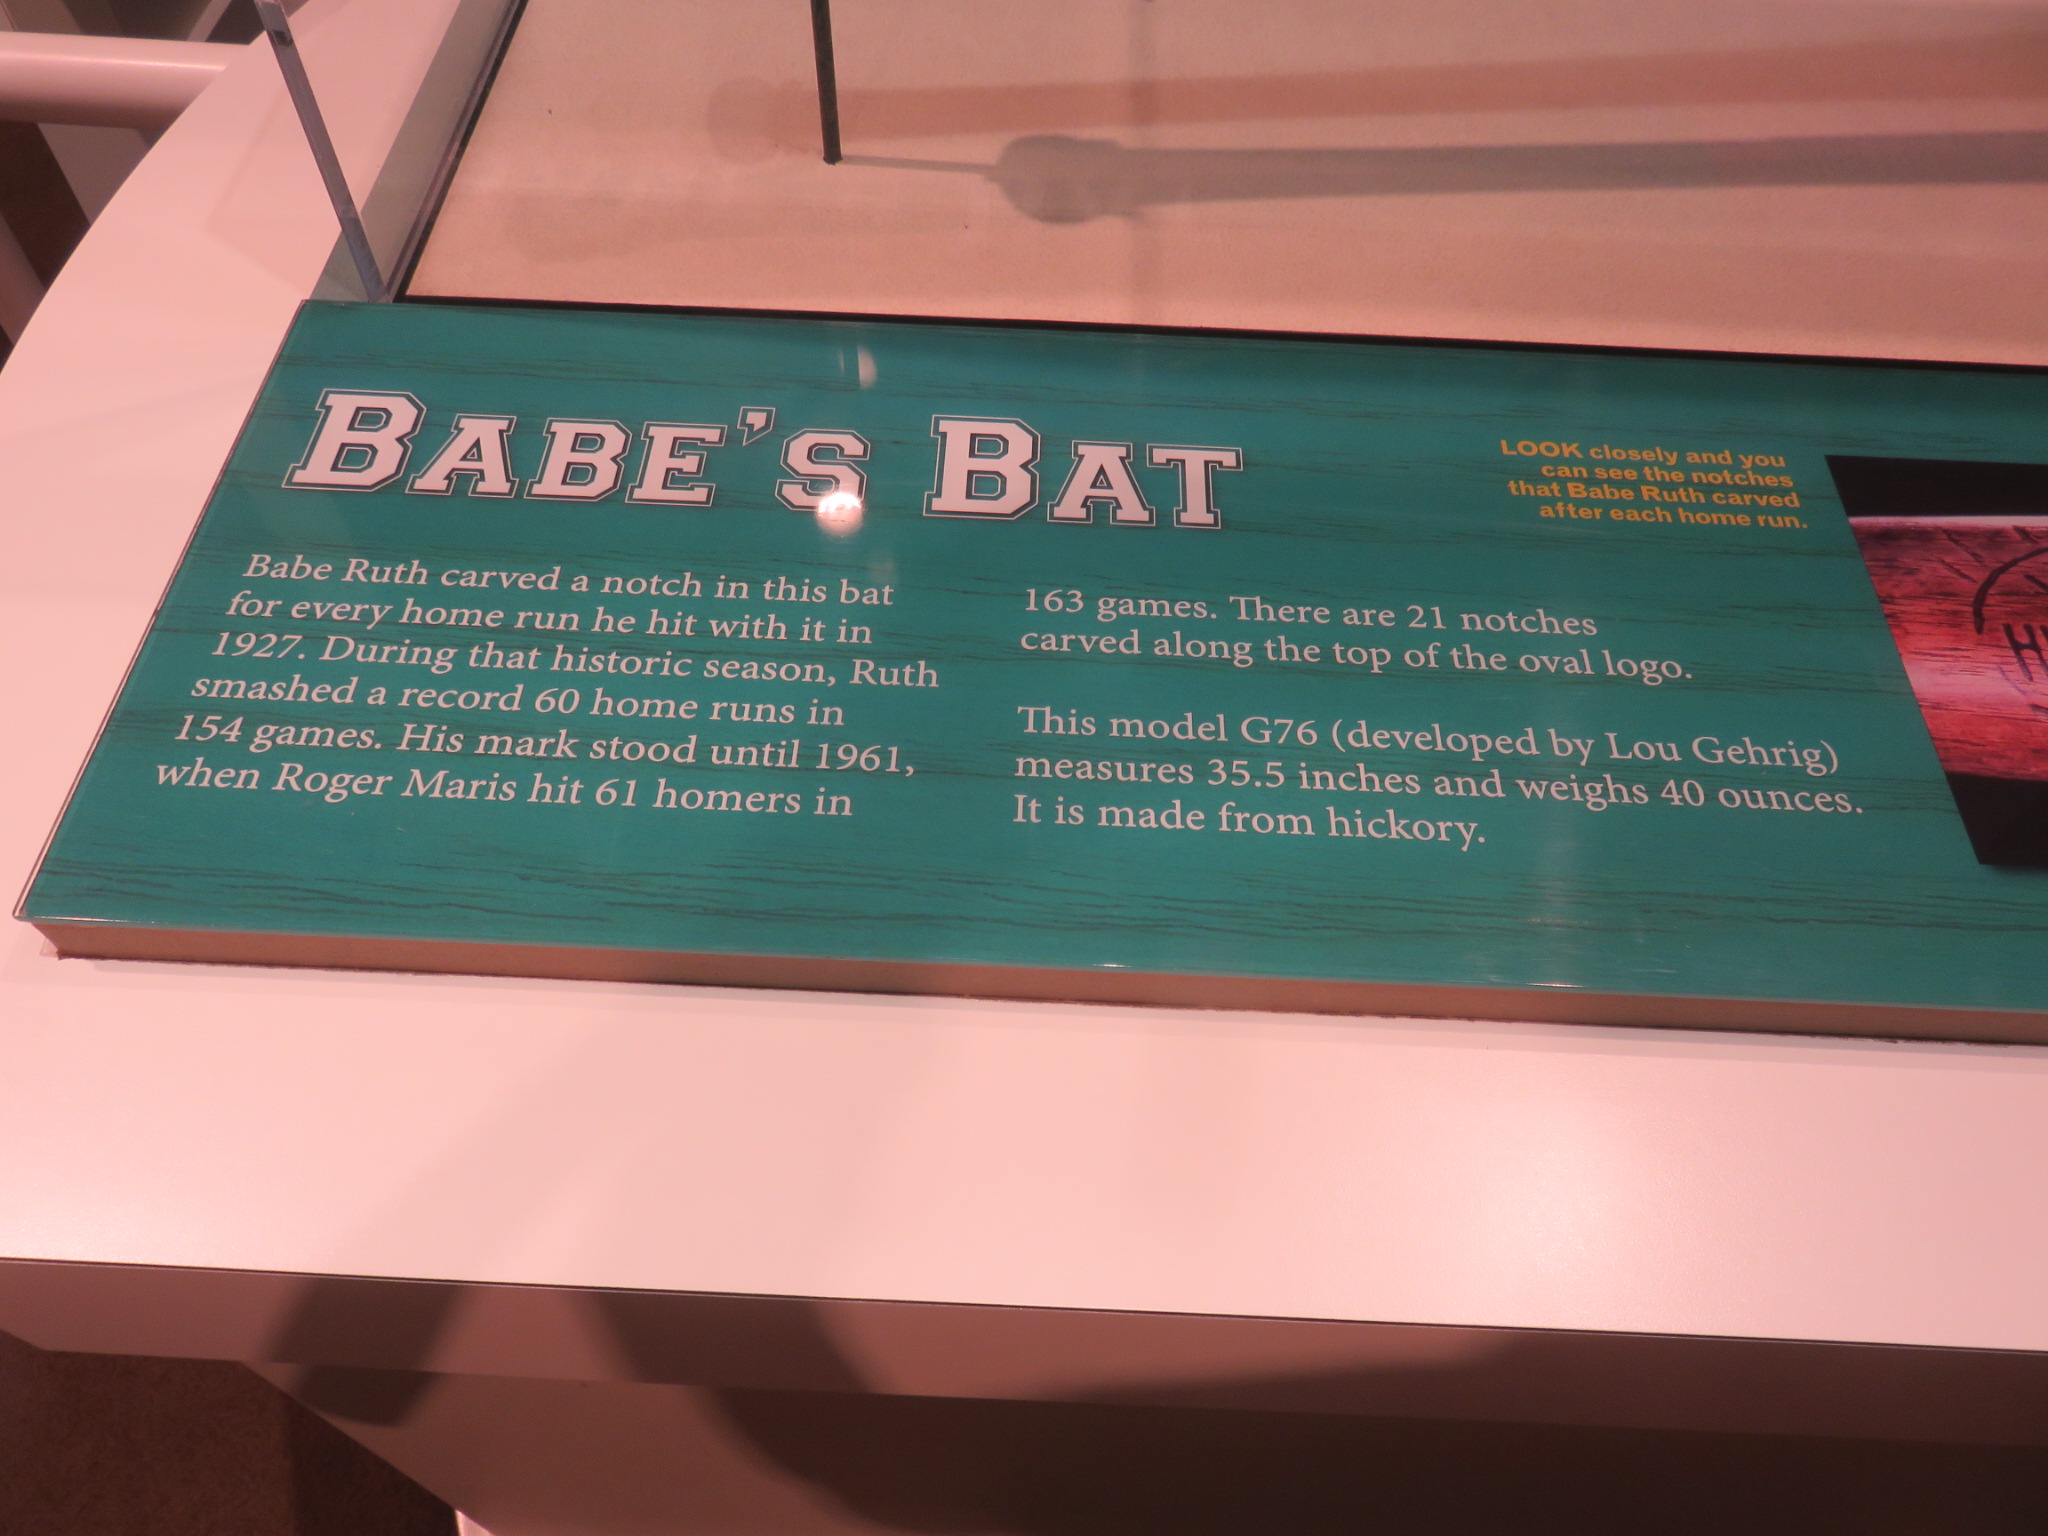 BABE'S BAT
Babe Ruth carved a notch in this bat
for every home run he hit with it in
1927. During that historic season, Ruth
smashed a record 60 home runs in
154 games. His mark stood until 1961,
when Roger Maris hit 61 homers in
163 games. There are 21 notches
carved along the top of the oval logo.
This model G76 (developed by Lou Gehrig)
measures 35.5 inches and weighs 40 ounces.
It is made from hickory.
LOOK closely and you
can see the notches
that Babe Ruth carved
after each home run.